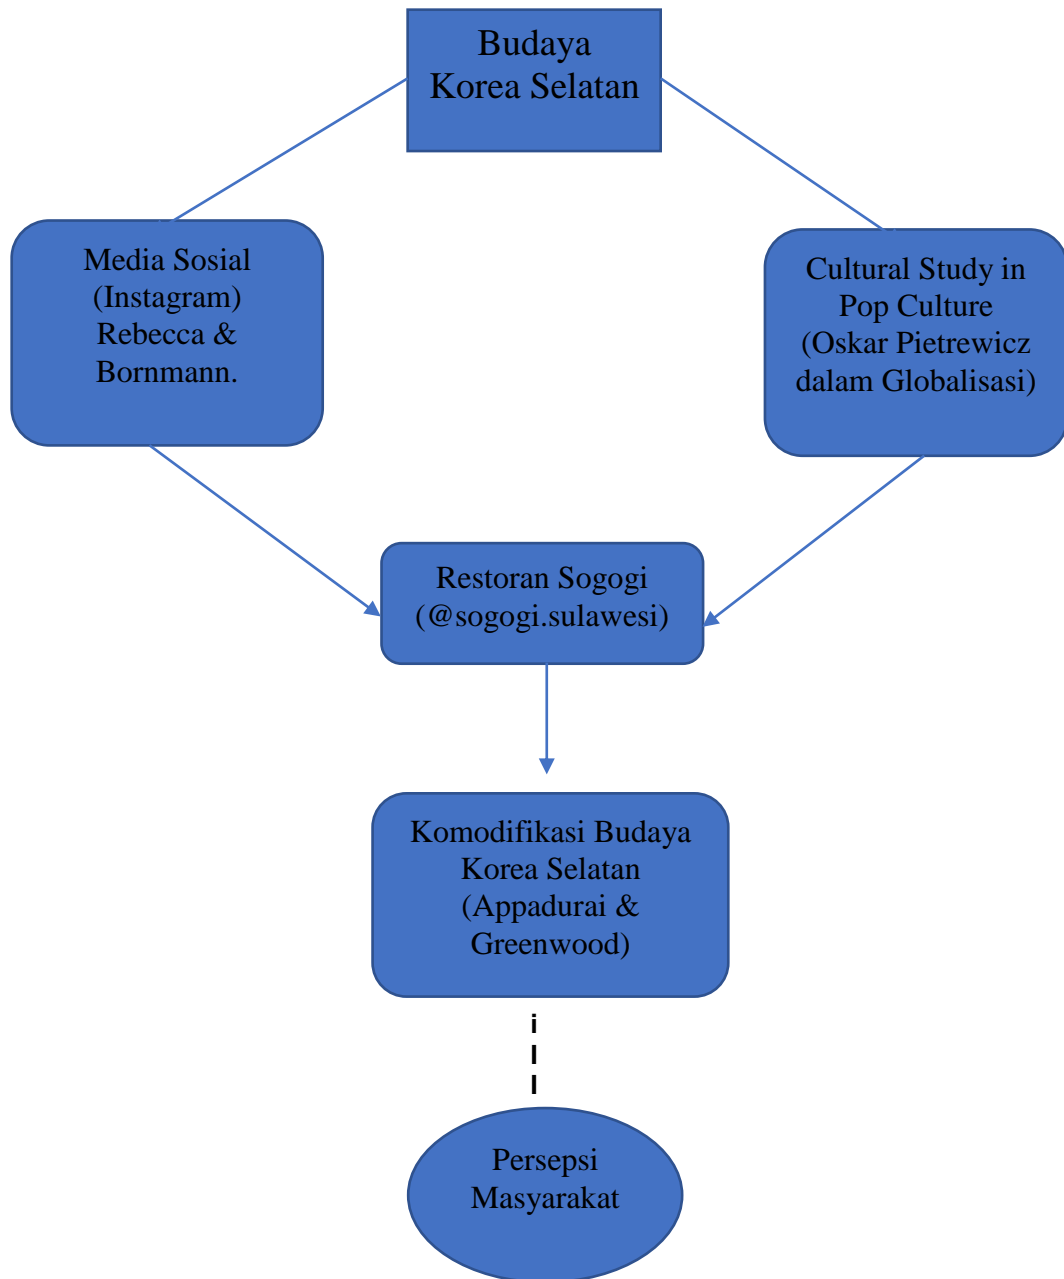 Budaya
Korea Selatan
Media Sosial
(Instagram)
Rebecca &
Bornmann.
Cultural Study in
Pop Culture
(Oskar Pietrewicz
dalam Globalisasi)
Restoran Sogogi
(@sogogi.sulawesi)
Komodifikasi Budaya
Korea Selatan
(Appadurai &
Greenwood)
Persepsi
Masyarakat